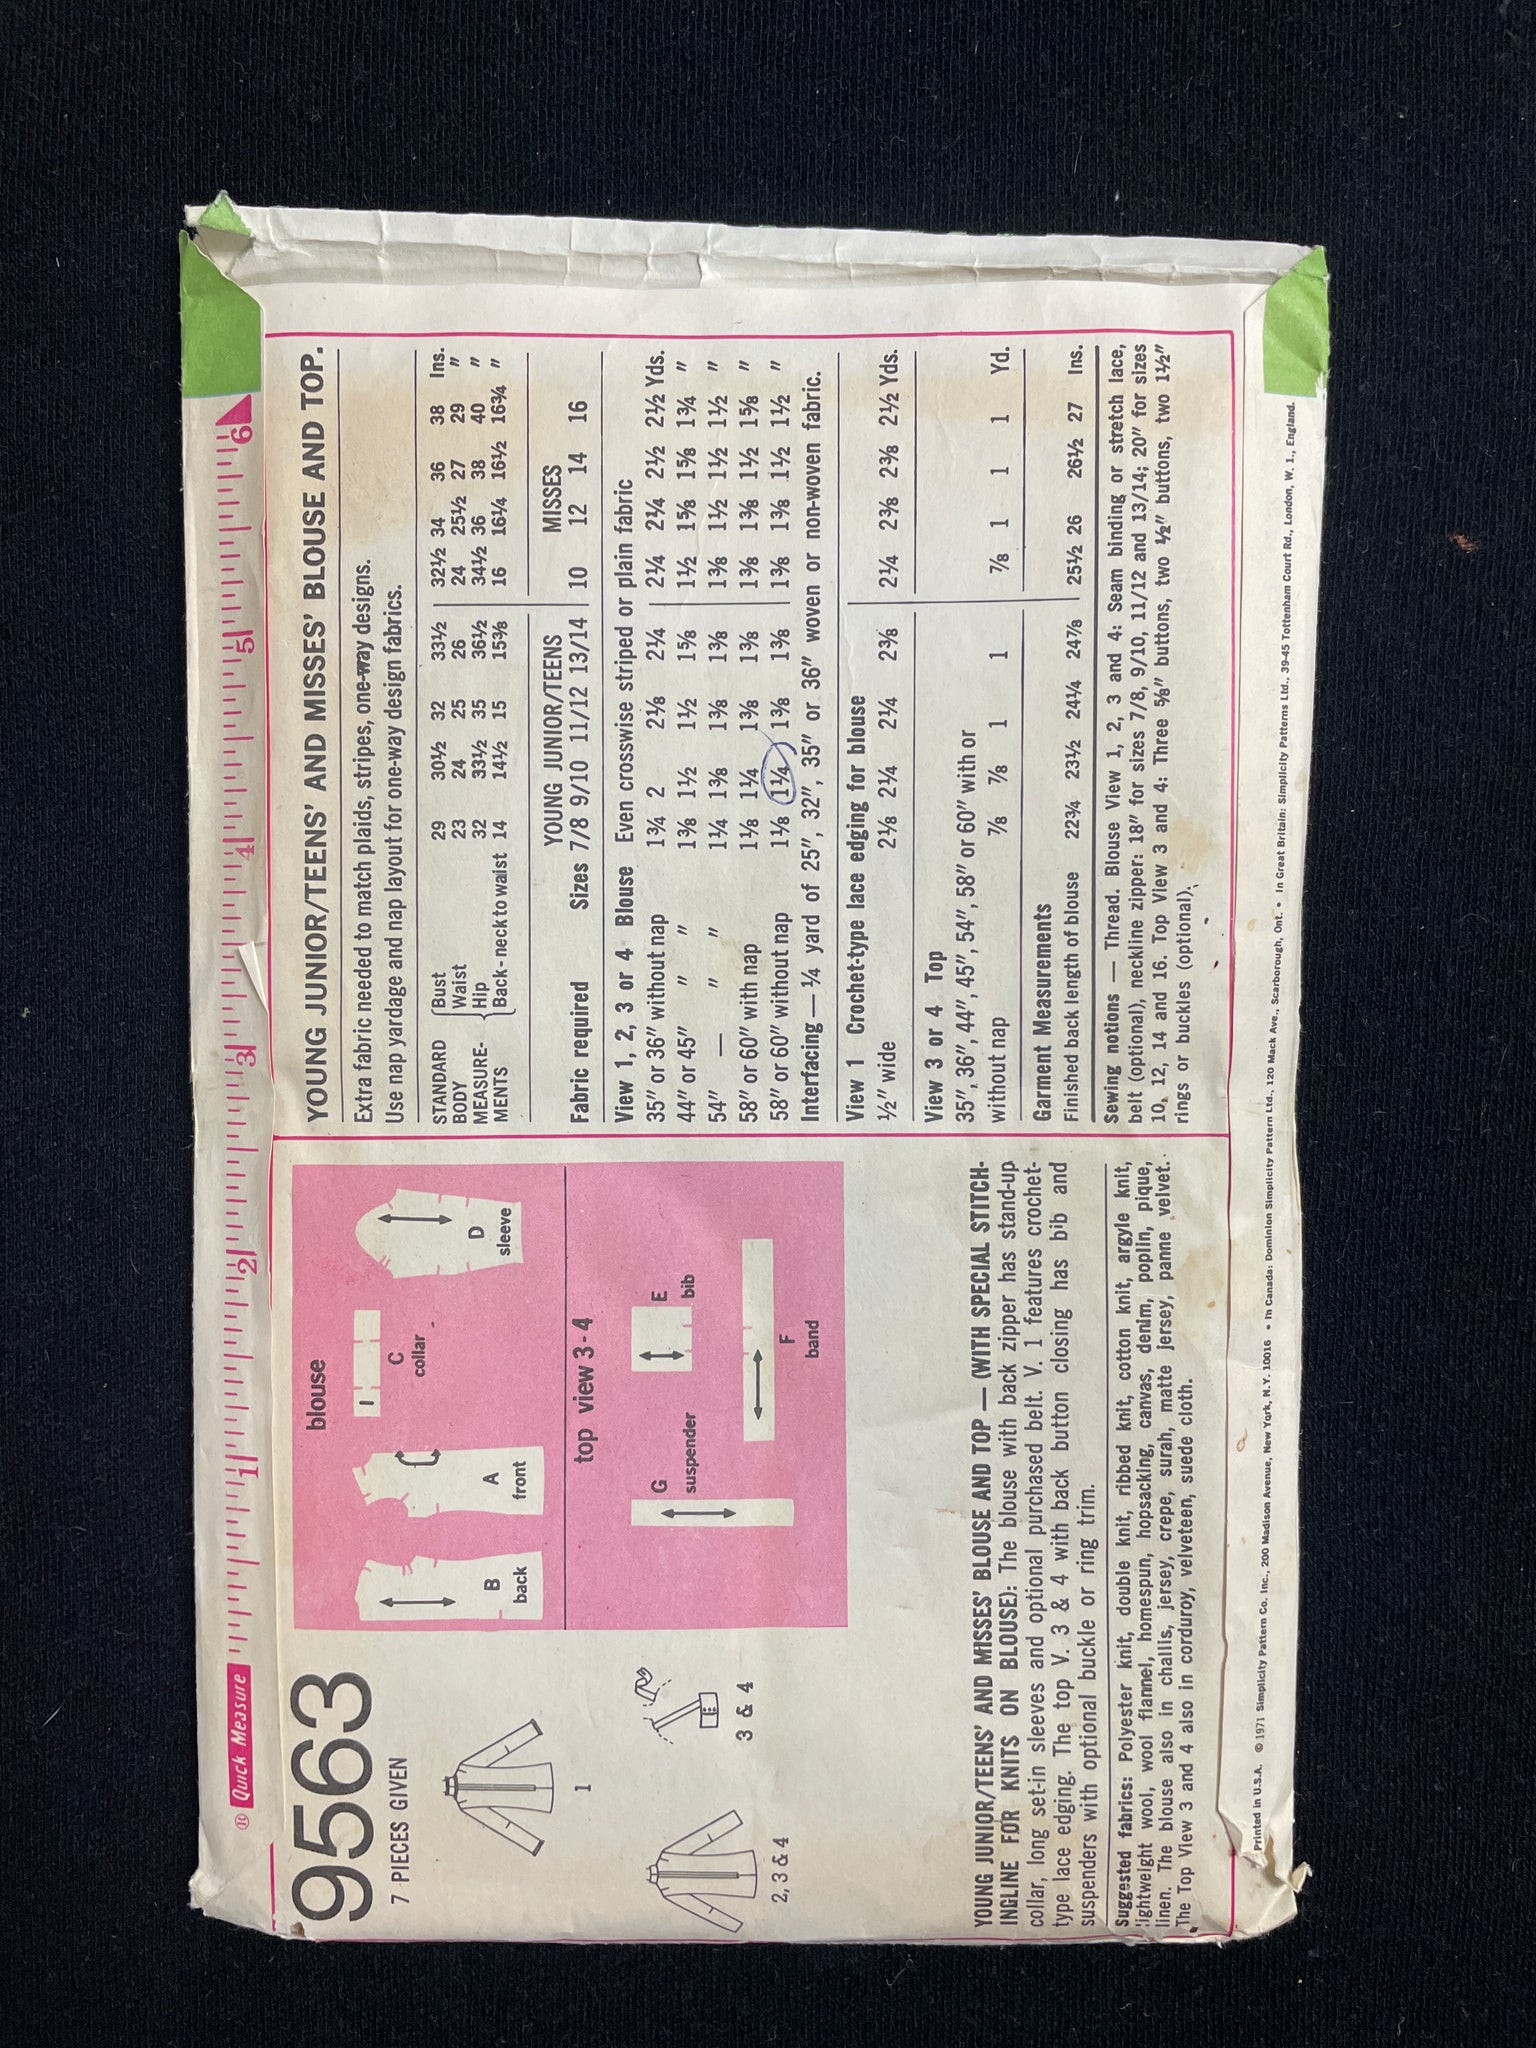 ® Quick Measure 1 2 3 4 5 6
9563
7 PIECES GIVEN
1
2, 3 & 4
3 & 4
blouse
B
back
A
front
C
collar
D
sleeve
top view 3-4
G
suspender
E
bib
F
band
YOUNG JUNIOR/TEENS' AND MISSES' BLOUSE AND TOP — (WITH SPECIAL STITCH-
INGLINE FOR KNITS ON BLOUSE): The blouse with back zipper has stand-up
collar, long set-in sleeves and optional purchased belt. V. 1 features crochet-
type lace edging. The top V. 3 & 4 with back button closing has bib and
suspenders with optional buckle or ring trim.
Suggested fabrics: Polyester knit, double knit, ribbed knit, cotton knit, argyle knit,
lightweight wool, wool flannel, homespun, hopsacking, canvas, denim, poplin, pique,
linen. The blouse also in challis, jersey, crepe, surah, matte jersey, panne velvet.
The Top View 3 and 4 also in corduroy, velveteen, suede cloth.
YOUNG JUNIOR/TEENS' AND MISSES' BLOUSE AND TOP.
Extra fabric needed to match plaids, stripes, one-way designs.
Use nap yardage and nap layout for one-way design fabrics.
STANDARD Bust 29 30½ 32 33½ 32½ 34 36 38 Ins.
BODY Waist 23 24 25 26 24 25½ 27 29 "
MEASURE- Hip 32 33½ 35 36½ 34½ 36 38 40 "
MENTS Back-neck to waist 14 14½ 15 15⅜ 16 16¼ 16½ 16¾ "
YOUNG JUNIOR/TEENS MISSES
Fabric required Sizes 7/8 9/10 11/12 13/14 10 12 14 16
View 1, 2, 3 or 4 Blouse Even crosswise striped or plain fabric
35" or 36" without nap 1¾ 2 2⅛ 2¼ 2¼ 2¼ 2½ 2½ Yds.
44" or 45" " " 1⅜ 1½ 1½ 1⅝ 1½ 1⅝ 1⅝ 1¾ "
54" — " " 1¼ 1⅜ 1⅜ 1⅜ 1⅜ 1½ 1½ 1½ "
58" or 60" with nap 1⅛ 1¼ 1⅜ 1⅜ 1⅜ 1⅜ 1½ 1⅝ "
58" or 60" without nap 1⅛ 1¼ 1⅜ 1⅜ 1⅜ 1⅜ 1½ 1½ "
Interfacing—¼ yard of 25", 32", 35" or 36" woven or non-woven fabric.
View 1 Crochet-type lace edging for blouse
½" wide 2⅛ 2¼ 2¼ 2⅜ 2¼ 2⅜ 2⅜ 2½ Yds.
View 3 or 4 Top
35", 36", 44", 45", 54", 58" or 60" with or
without nap ⅞ ⅞ 1 1 ⅞ 1 1 1 Yd.
Garment Measurements
Finished back length of blouse 22¾ 23½ 24¼ 24⅞ 25½ 26 26½ 27 Ins.
Sewing notions — Thread. Blouse View 1, 2, 3 and 4: Seam binding or stretch lace,
belt (optional), neckline zipper: 18" for sizes 7/8, 9/10, 11/12 and 13/14; 20" for sizes
10, 12, 14 and 16. Top View 3 and 4: Three ⅝" buttons, two ½" buttons, two 1½"
rings or buckles (optional).
Printed in U.S.A. © 1971 Simplicity Pattern Co. Inc., 200 Madison Avenue, New York, N.Y. 10016 • In Canada: Dominion Simplicity Pattern Ltd., 120 Mack Ave., Scarborough, Ont. • In Great Britain: Simplicity Patterns Ltd., 39-45 Tottenham Court Rd., London, W. 1., England.